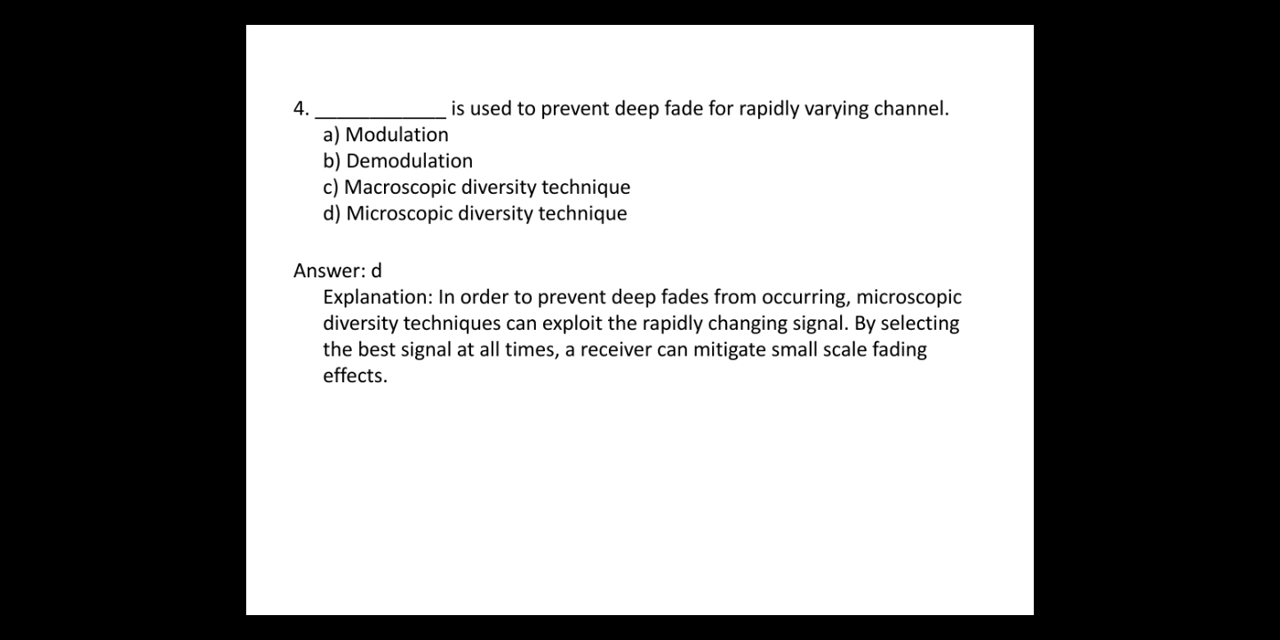 4. ____________ is used to prevent deep fade for rapidly varying channel.
a) Modulation
b) Demodulation
c) Macroscopic diversity technique
d) Microscopic diversity technique
Answer: d
Explanation: In order to prevent deep fades from occurring, microscopic
diversity techniques can exploit the rapidly changing signal. By selecting
the best signal at all times, a receiver can mitigate small scale fading
effects.